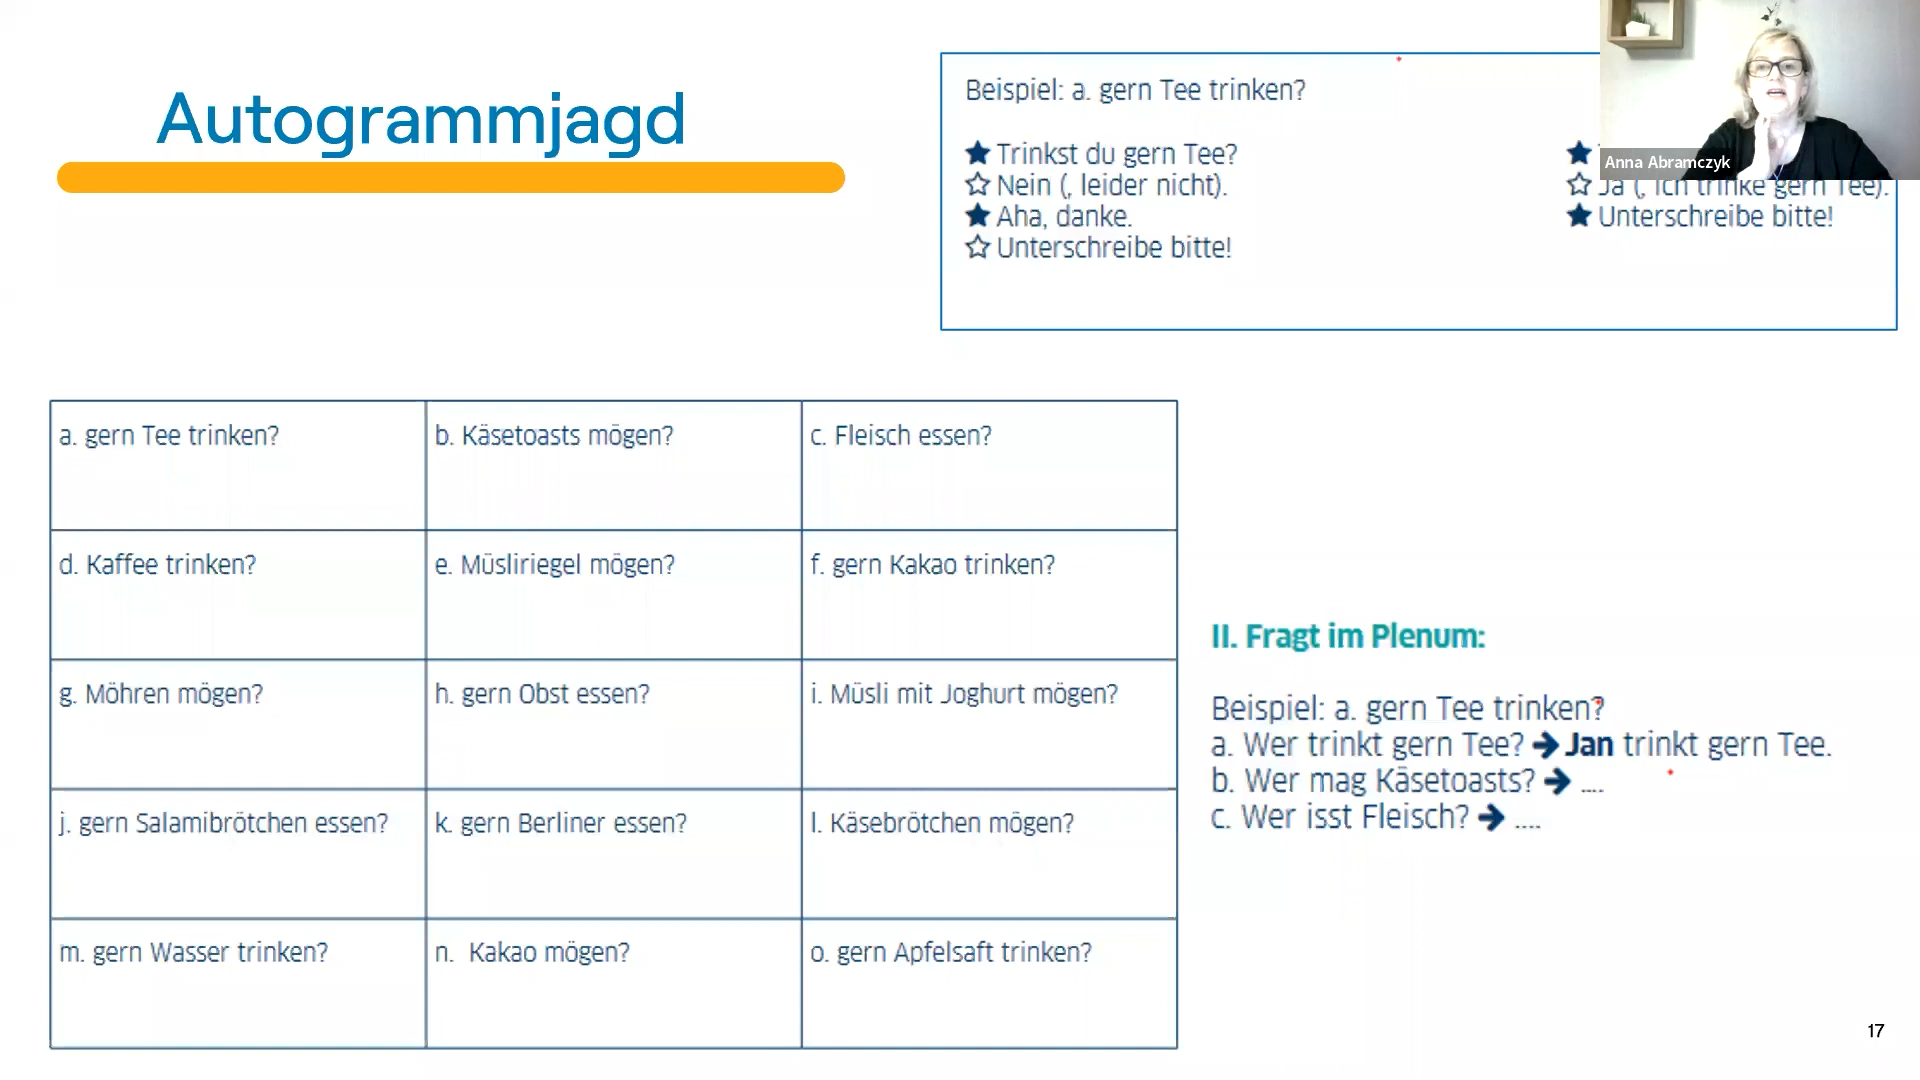 Autogrammjagd
Beispiel: a. gern Tee trinken?
Trinkst du gern Tee?
Nein (, leider nicht).
Aha, danke.
Unterschreibe bitte!
Ja (, ich trinke gern Tee).
Unterschreibe bitte!
Anna Abramczyk
a. gern Tee trinken?
b. Käsetoasts mögen?
c. Fleisch essen?
d. Kaffee trinken?
e. Müsliriegel mögen?
f. gern Kakao trinken?
g. Möhren mögen?
h. gern Obst essen?
i. Müsli mit Joghurt mögen?
j. gern Salamibrötchen essen?
k. gern Berliner essen?
l. Käsebrötchen mögen?
m. gern Wasser trinken?
n. Kakao mögen?
o. gern Apfelsaft trinken?
II. Fragt im Plenum:
Beispiel: a. gern Tee trinken?
a. Wer trinkt gern Tee? → Jan trinkt gern Tee.
b. Wer mag Käsetoasts? → ....
c. Wer isst Fleisch? → ....
17